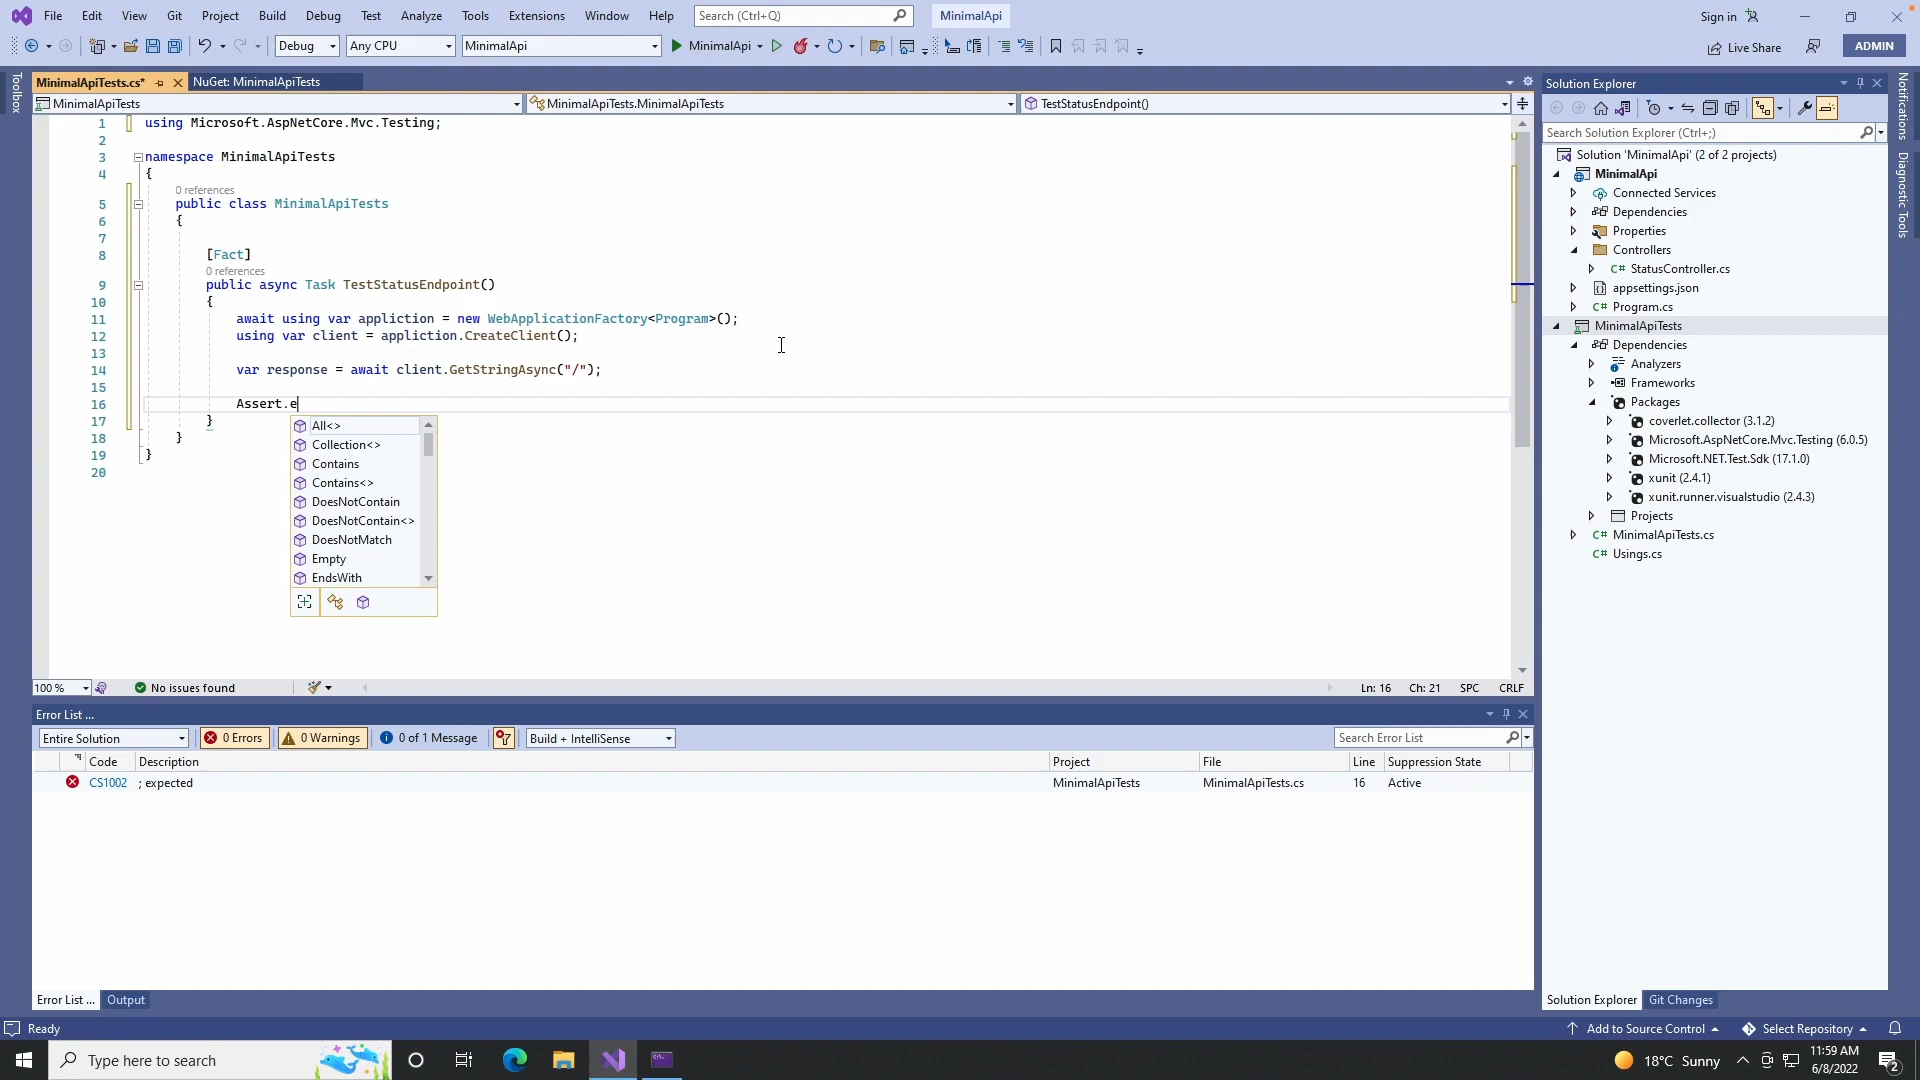 File Edit View Git Project Build Debug Test Analyze Tools Extensions Window Help Search (Ctrl+Q) MinimalApi Sign in
Debug Any CPU MinimalApi MinimalApi Live Share ADMIN
Toolbox
MinimalApiTests.cs* NuGet: MinimalApiTests
MinimalApiTests MinimalApiTests.MinimalApiTests TestStatusEndpoint()
1 using Microsoft.AspNetCore.Mvc.Testing;
2
3 namespace MinimalApiTests
4 {
0 references
5 public class MinimalApiTests
6 {
7
8 [Fact]
0 references
9 public async Task TestStatusEndpoint()
10 {
11 await using var appliction = new WebApplicationFactory<Program>();
12 using var client = appliction.CreateClient();
13
14 var response = await client.GetStringAsync("/");
15
16 Assert.e
17 }
18 }
19 }
20
All<>
Collection<>
Contains
Contains<>
DoesNotContain
DoesNotContain<>
DoesNotMatch
Empty
EndsWith
100 % No issues found Ln: 16 Ch: 21 SPC CRLF
Error List ...
Entire Solution 0 Errors 0 Warnings 0 of 1 Message Build + IntelliSense Search Error List
Code Description Project File Line Suppression State
CS1002 ; expected MinimalApiTests MinimalApiTests.cs 16 Active
Error List ... Output
Solution Explorer
Search Solution Explorer (Ctrl+;)
Solution 'MinimalApi' (2 of 2 projects)
MinimalApi
Connected Services
Dependencies
Properties
Controllers
C# StatusController.cs
appsettings.json
C# Program.cs
MinimalApiTests
Dependencies
Analyzers
Frameworks
Packages
coverlet.collector (3.1.2)
Microsoft.AspNetCore.Mvc.Testing (6.0.5)
Microsoft.NET.Test.Sdk (17.1.0)
xunit (2.4.1)
xunit.runner.visualstudio (2.4.3)
Projects
C# MinimalApiTests.cs
C# Usings.cs
Solution Explorer Git Changes
Notifications
Diagnostic Tools
Ready Add to Source Control Select Repository
Type here to search 18°C Sunny 11:59 AM
6/8/2022 2